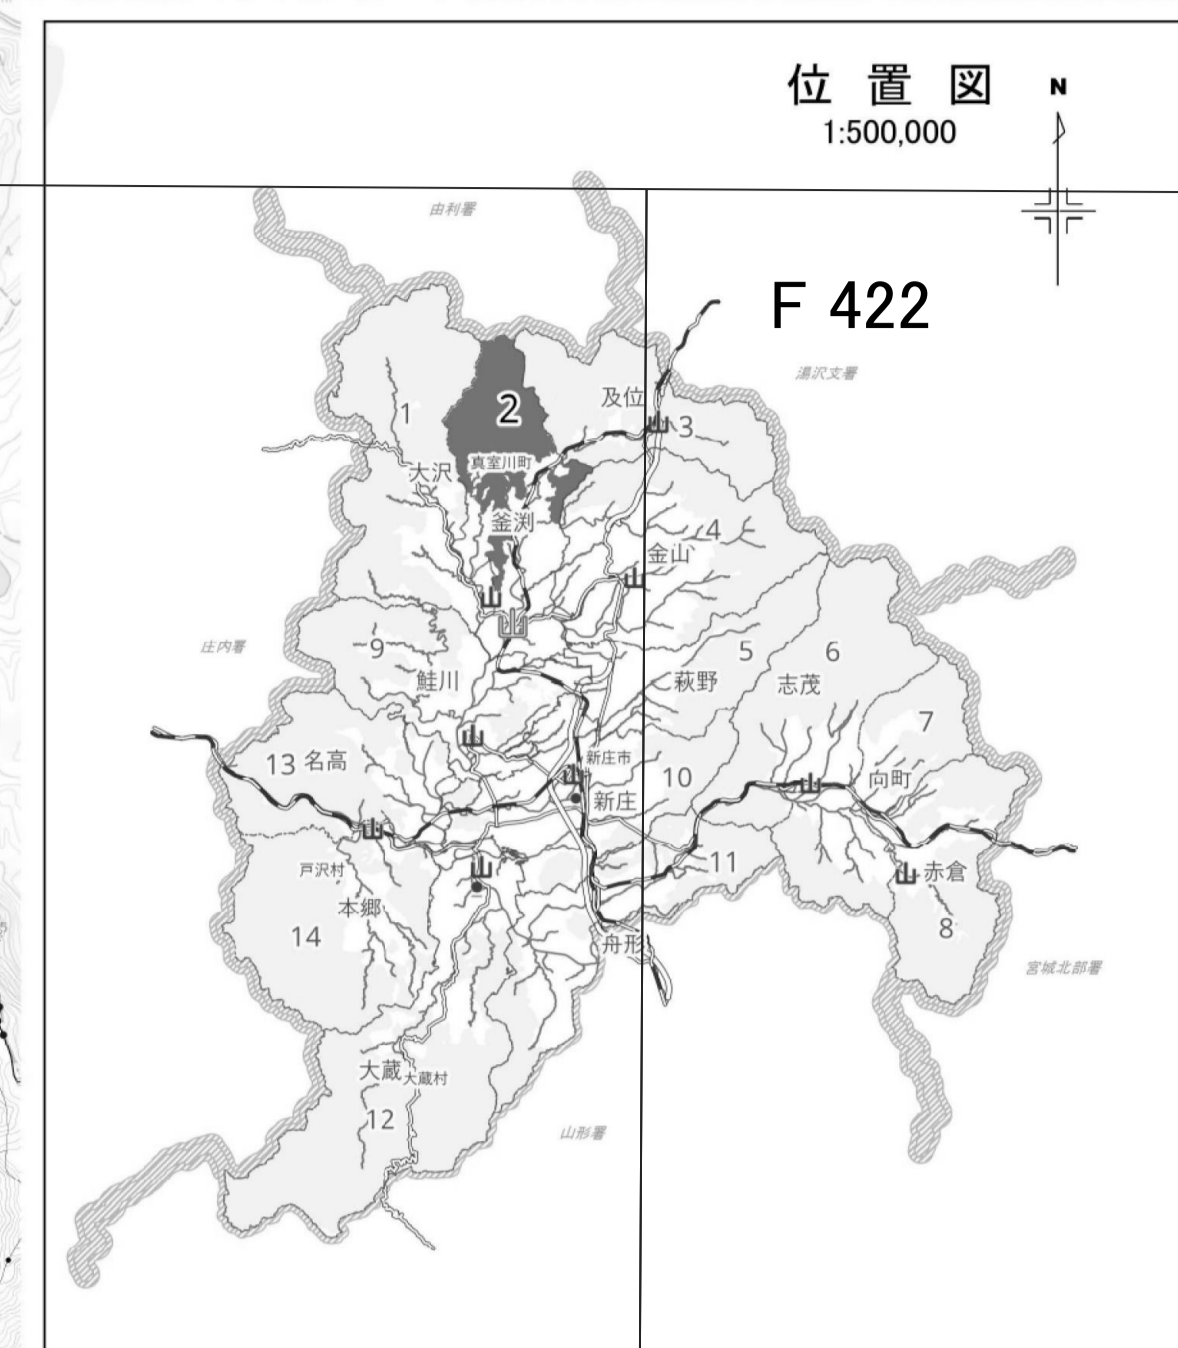 位置図
N
1:500,000
由利署
F 422
湯沢支署
及位
1
2
3
大沢
真室川町
釜渕
4
金山
5
6
庄内署
9
鮭川
萩野
志茂
7
13
名高
新庄市
10
向町
新庄
11
戸沢村
赤倉
本郷
14
舟形
8
宮城北部署
大蔵
大蔵村
12
山形署